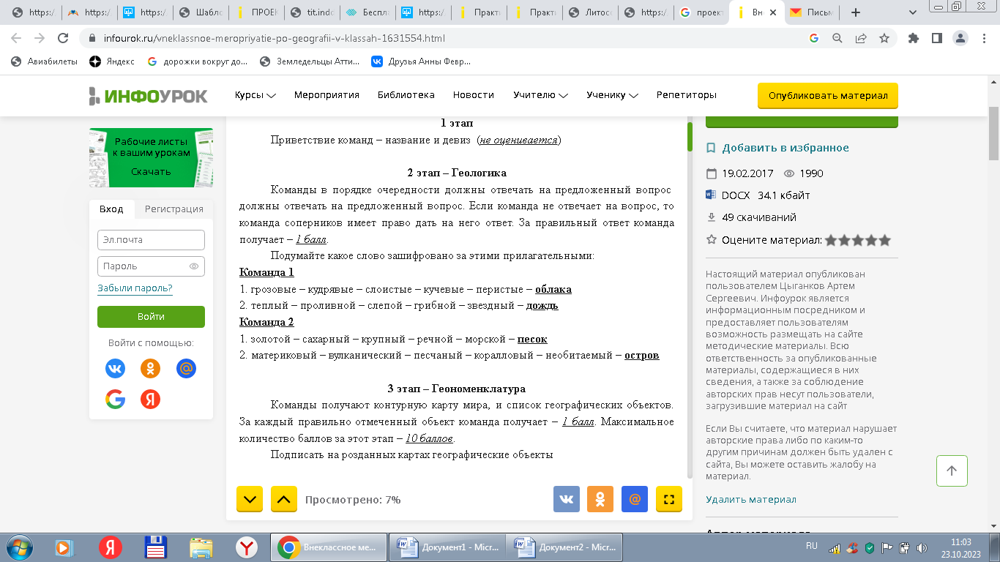 https:/
https:/
https:/
Шабло
ПРОЕК
tit.indd
Беспла
https:/
Практи
Практи
Литос
https:/
проект
Вне
Письм
infourok.ru/vneklassnoe-meropriyatie-po-geografii-v-klassah-1631554.html
Авиабилеты
Яндекс
дорожки вокруг до...
Земледельцы Атти...
Друзья Анны Февр...
ИНФОУРОК
Курсы
Мероприятия
Библиотека
Новости
Учителю
Ученику
Репетиторы
Опубликовать материал
Рабочие листы
к вашим урокам
Скачать
Вход
Регистрация
Эл.почта
Пароль
Забыли пароль?
Войти
Войти с помощью:
1 этап
Приветствие команд – название и девиз (не оценивается)
2 этап – Геологика
Команды в порядке очередности должны отвечать на предложенный вопрос
должны отвечать на предложенный вопрос. Если команда не отвечает на вопрос, то
команда соперников имеет право дать на него ответ. За правильный ответ команда
получает – 1 балл.
Подумайте какое слово зашифровано за этими прилагательными:
Команда 1
1. грозовые – кудрявые – слоистые – кучевые – перистые – облака
2. теплый – проливной – слепой – грибной – звездный – дождь
Команда 2
1. золотой – сахарный – крупный – речной – морской – песок
2. материковый – вулканический – песчаный – коралловый – необитаемый – остров
3 этап – Геономенклатура
Команды получают контурную карту мира, и список географических объектов.
За каждый правильно отмеченный объект команда получает – 1 балл. Максимальное
количество баллов за этот этап – 10 баллов.
Подписать на розданных картах географические объекты
Просмотрено: 7%
Добавить в избранное
19.02.2017 1990
DOCX 34.1 кбайт
49 скачиваний
Оцените материал:
Настоящий материал опубликован
пользователем Цыганков Артем
Сергеевич. Инфоурок является
информационным посредником и
предоставляет пользователям
возможность размещать на сайте
методические материалы. Всю
ответственность за опубликованные
материалы, содержащиеся в них
сведения, а также за соблюдение
авторских прав несут пользователи,
загрузившие материал на сайт
Если Вы считаете, что материал нарушает
авторские права либо по каким-то
другим причинам должен быть удален с
сайта, Вы можете оставить жалобу на
материал.
Удалить материал
Автор материала
Внеклассное ме...
Документ1 - Micr...
Документ2 - Micr...
RU
11:03
23.10.2023